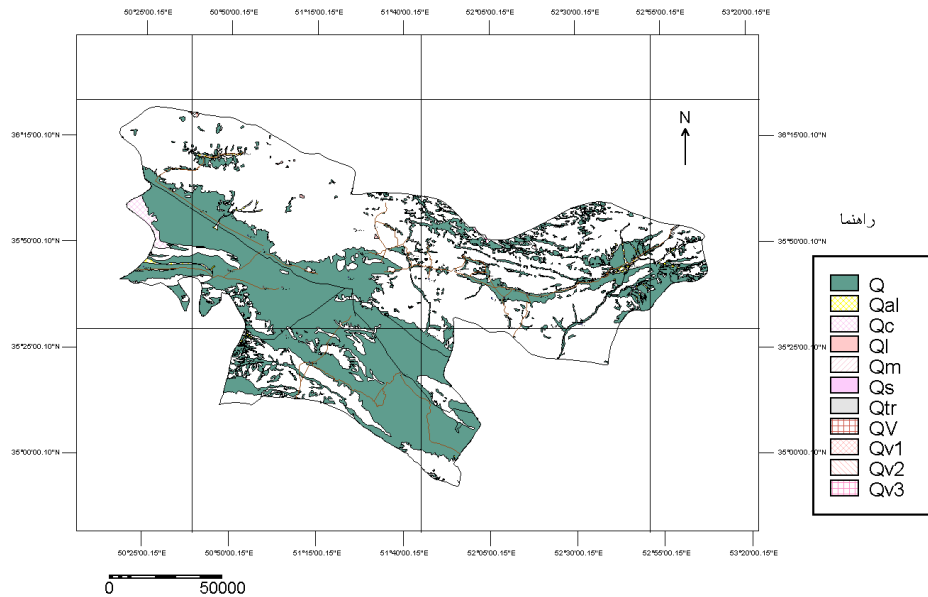 50°25'00.15"E 50°50'00.15"E 51°15'00.15"E 51°40'00.15"E 52°05'00.15"E 52°30'00.15"E 52°55'00.15"E 53°20'00.15"E
36°15'00.10"N 36°15'00.10"N
N
35°50'00.10"N 35°50'00.10"N
35°25'00.10"N 35°25'00.10"N
35°00'00.10"N 35°00'00.10"N
50°25'00.15"E 50°50'00.15"E 51°15'00.15"E 51°40'00.15"E 52°05'00.15"E 52°30'00.15"E 52°55'00.15"E 53°20'00.15"E
0 50000
راهنما
Q
Qal
Qc
Ql
Qm
Qs
Qtr
QV
Qv1
Qv2
Qv3